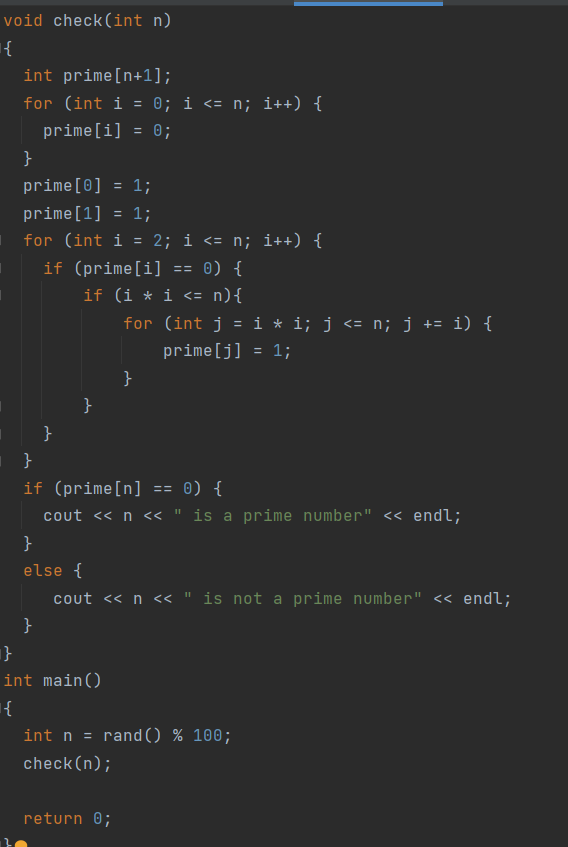 void check(int n)
{
  int prime[n+1];
  for (int i = 0; i <= n; i++) {
    prime[i] = 0;
  }
  prime[0] = 1;
  prime[1] = 1;
  for (int i = 2; i <= n; i++) {
    if (prime[i] == 0) {
        if (i * i <= n){
            for (int j = i * i; j <= n; j += i) {
                prime[j] = 1;
            }
        }
    }
  }
  if (prime[n] == 0) {
    cout << n << " is a prime number" << endl;
  }
  else {
     cout << n << " is not a prime number" << endl;
  }
}
int main()
{
  int n = rand() % 100;
  check(n);

  return 0;
}